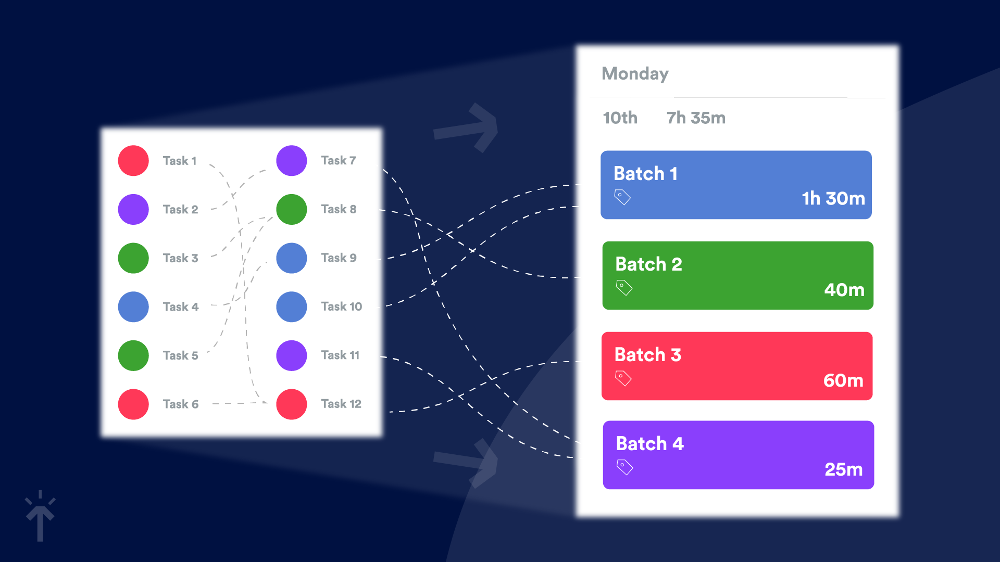 Task 1
Task 2
Task 3
Task 4
Task 5
Task 6
Task 7
Task 8
Task 9
Task 10
Task 11
Task 12
Monday
10th 7h 35m
Batch 1
1h 30m
Batch 2
40m
Batch 3
60m
Batch 4
25m